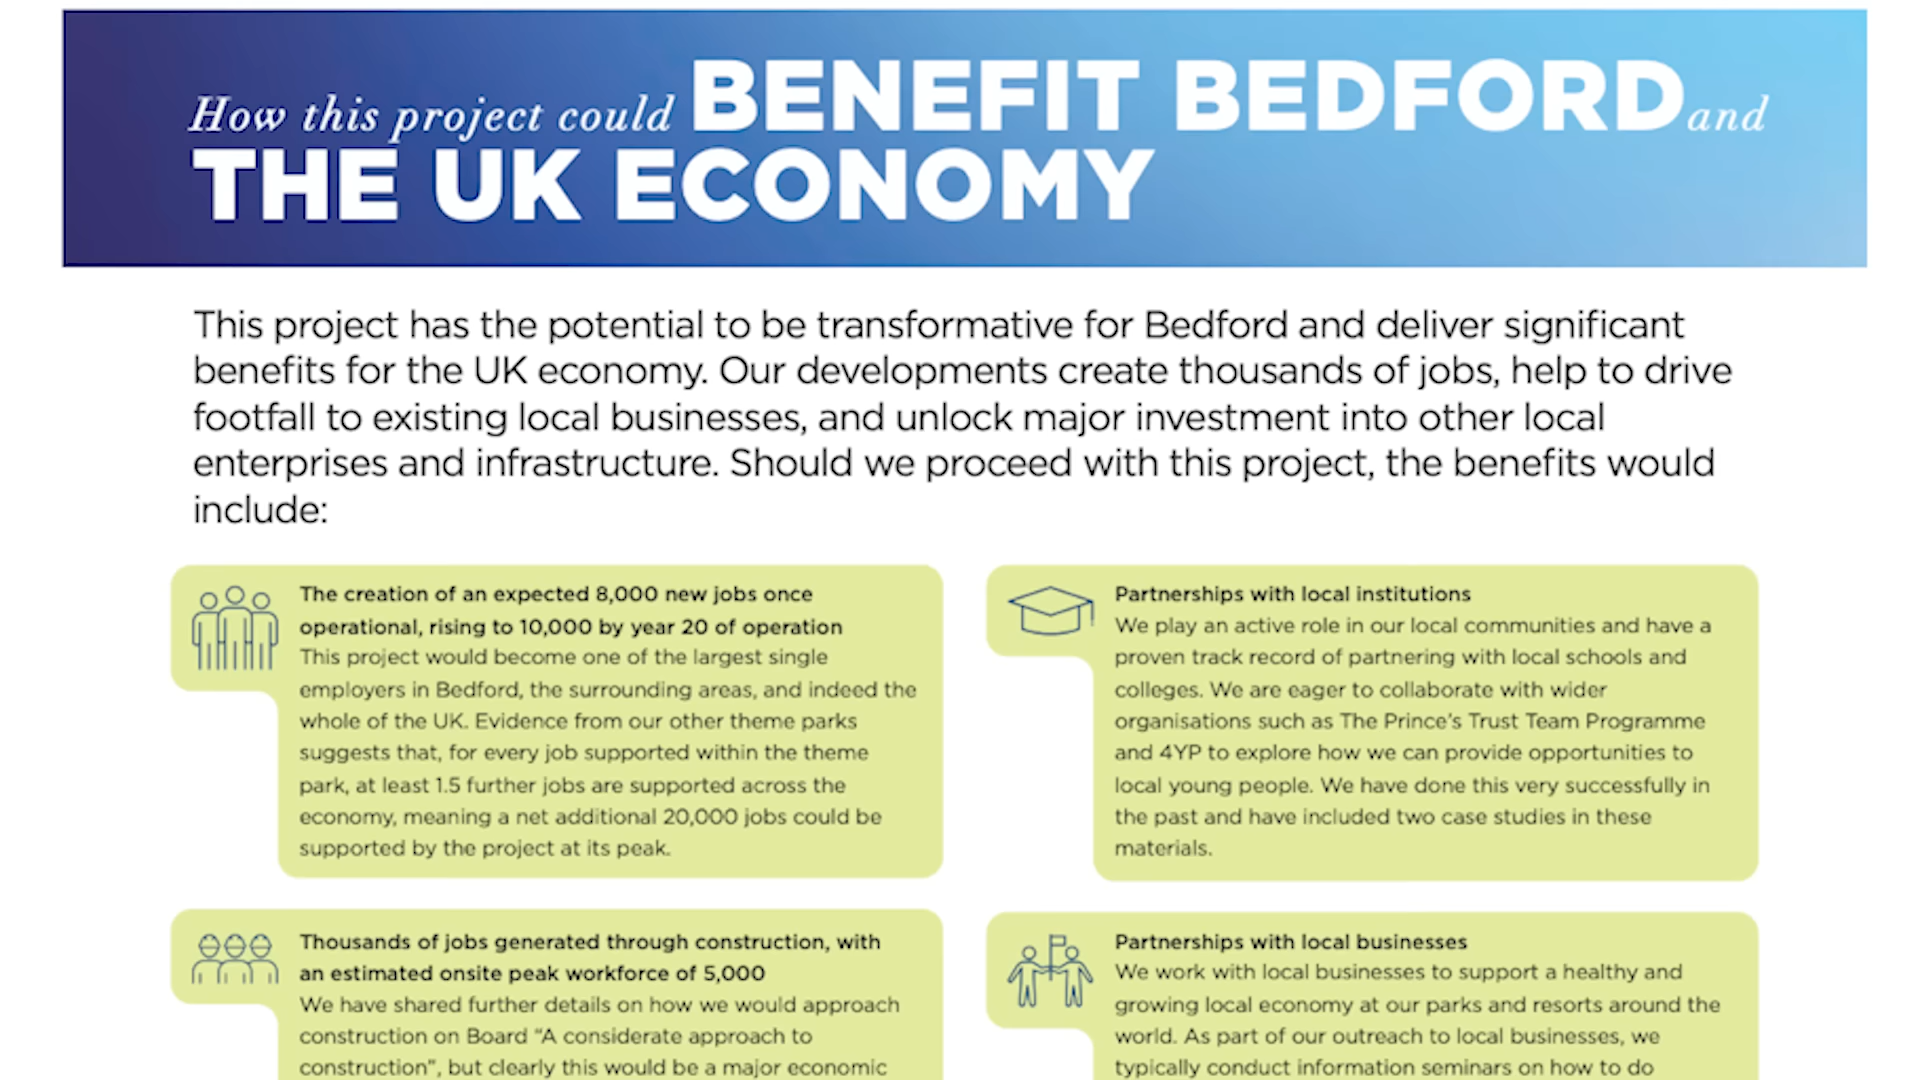 How this project could BENEFIT BEDFORD and
THE UK ECONOMY
This project has the potential to be transformative for Bedford and deliver significant
benefits for the UK economy. Our developments create thousands of jobs, help to drive
footfall to existing local businesses, and unlock major investment into other local
enterprises and infrastructure. Should we proceed with this project, the benefits would
include:
The creation of an expected 8,000 new jobs once
operational, rising to 10,000 by year 20 of operation
This project would become one of the largest single
employers in Bedford, the surrounding areas, and indeed the
whole of the UK. Evidence from our other theme parks
suggests that, for every job supported within the theme
park, at least 1.5 further jobs are supported across the
economy, meaning a net additional 20,000 jobs could be
supported by the project at its peak.
Partnerships with local institutions
We play an active role in our local communities and have a
proven track record of partnering with local schools and
colleges. We are eager to collaborate with wider
organisations such as The Prince's Trust Team Programme
and 4YP to explore how we can provide opportunities to
local young people. We have done this very successfully in
the past and have included two case studies in these
materials.
Thousands of jobs generated through construction, with
an estimated onsite peak workforce of 5,000
We have shared further details on how we would approach
construction on Board “A considerate approach to
construction”, but clearly this would be a major economic
Partnerships with local businesses
We work with local businesses to support a healthy and
growing local economy at our parks and resorts around the
world. As part of our outreach to local businesses, we
typically conduct information seminars on how to do